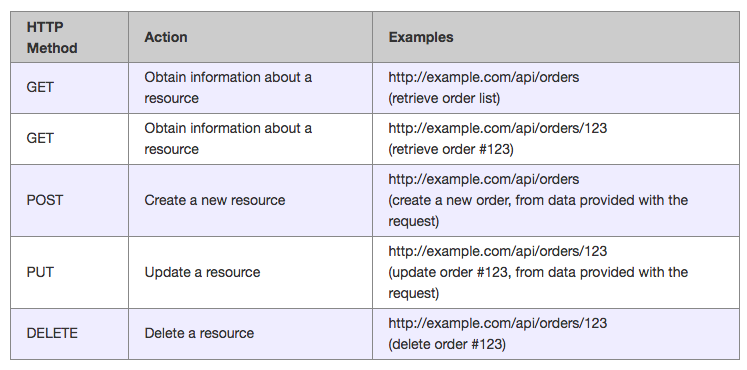 HTTP
Method
Action
Examples
GET
Obtain information about a
resource
http://example.com/api/orders
(retrieve order list)
GET
Obtain information about a
resource
http://example.com/api/orders/123
(retrieve order #123)
POST
Create a new resource
http://example.com/api/orders
(create a new order, from data provided with the
request)
PUT
Update a resource
http://example.com/api/orders/123
(update order #123, from data provided with the
request)
DELETE
Delete a resource
http://example.com/api/orders/123
(delete order #123)